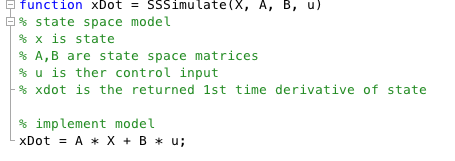 function xDot = SSSimulate(X, A, B, u)
% state space model
% x is state
% A,B are state space matrices
% u is ther control input
% xdot is the returned 1st time derivative of state
% implement model
xDot = A * X + B * u;